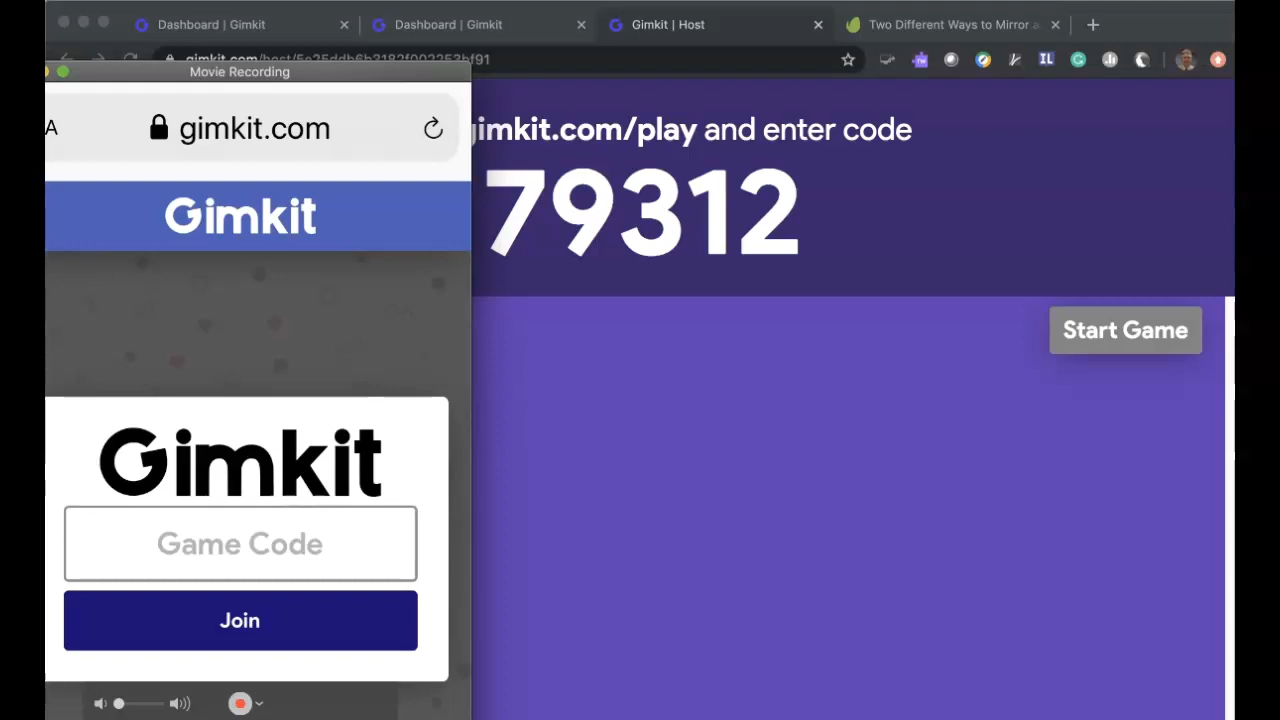 Dashboard | Gimkit
Dashboard | Gimkit
Gimkit | Host
Two Different Ways to Mirror
Movie Recording
A
gimkit.com
Gimkit
Gimkit
Game Code
Join
gimkit.com/play and enter code
79312
Start Game
IL